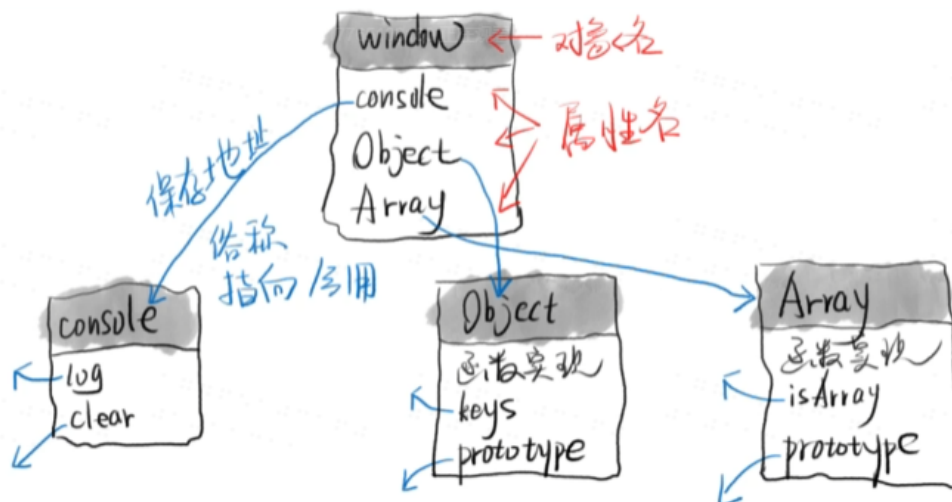 window
对象名
console
Object
属性名
Array
保存地址
俗称
指向/引用
console
log
clear
Object
函数实现
keys
prototype
Array
函数实现
isArray
prototype